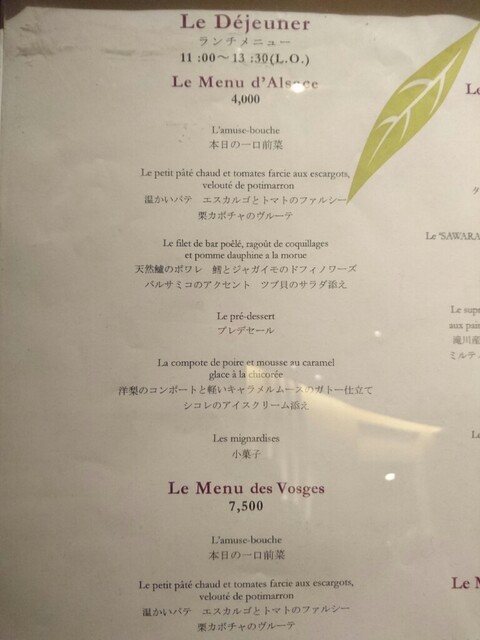 Le Déjeuner
ランチメニュー
11 :00～13 :30(L.O.)
Le Menu d'Alsace
4,000
L'amuse-bouche
本日の一口前菜
Le petit pâté chaud et tomates farcie aux escargots,
velouté de potimarron
温かいパテ　エスカルゴとトマトのファルシー
栗カボチャのヴルーテ
Le filet de bar poêlé, ragoût de coquillages
et pomme dauphine a la morue
天然鱸のポワレ　鱈とジャガイモのドフィノワーズ
バルサミコのアクセント　ツブ貝のサラダ添え
Le pré-dessert
プレデセール
La compote de poire et mousse au caramel
glace à la chicorée
洋梨のコンポートと軽いキャラメルムースのガトー仕立て
シコレのアイスクリーム添え
Les mignardises
小菓子
Le Menu des Vosges
7,500
L'amuse-bouche
本日の一口前菜
Le petit pâté chaud et tomates farcie aux escargots,
velouté de potimarron
温かいパテ　エスカルゴとトマトのファルシー
栗カボチャのヴルーテ
Le 'SAWARA
Le
aux pai
ミルティ
Le
Le